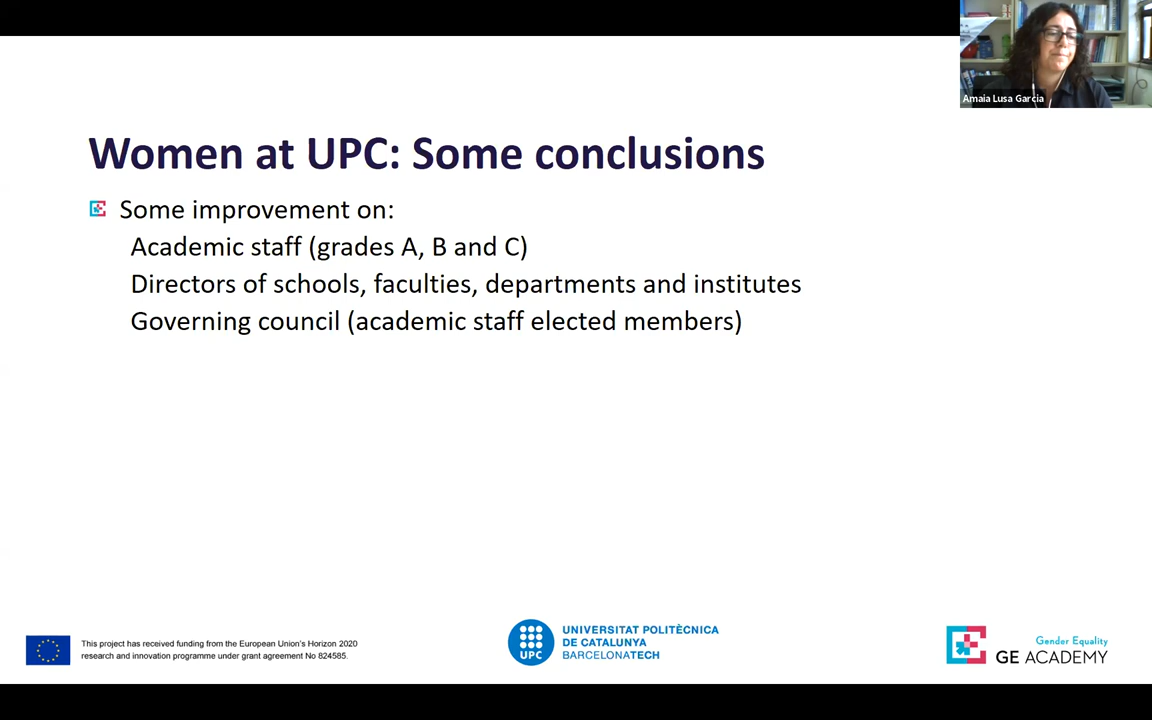 Amaia Lusa Garcia
Women at UPC: Some conclusions
Some improvement on:
Academic staff (grades A, B and C)
Directors of schools, faculties, departments and institutes
Governing council (academic staff elected members)
This project has received funding from the European Union's Horizon 2020
research and innovation programme under grant agreement No 824585.
UPC
UNIVERSITAT POLITÈCNICA
DE CATALUNYA
BARCELONATECH
Gender Equality
GE ACADEMY